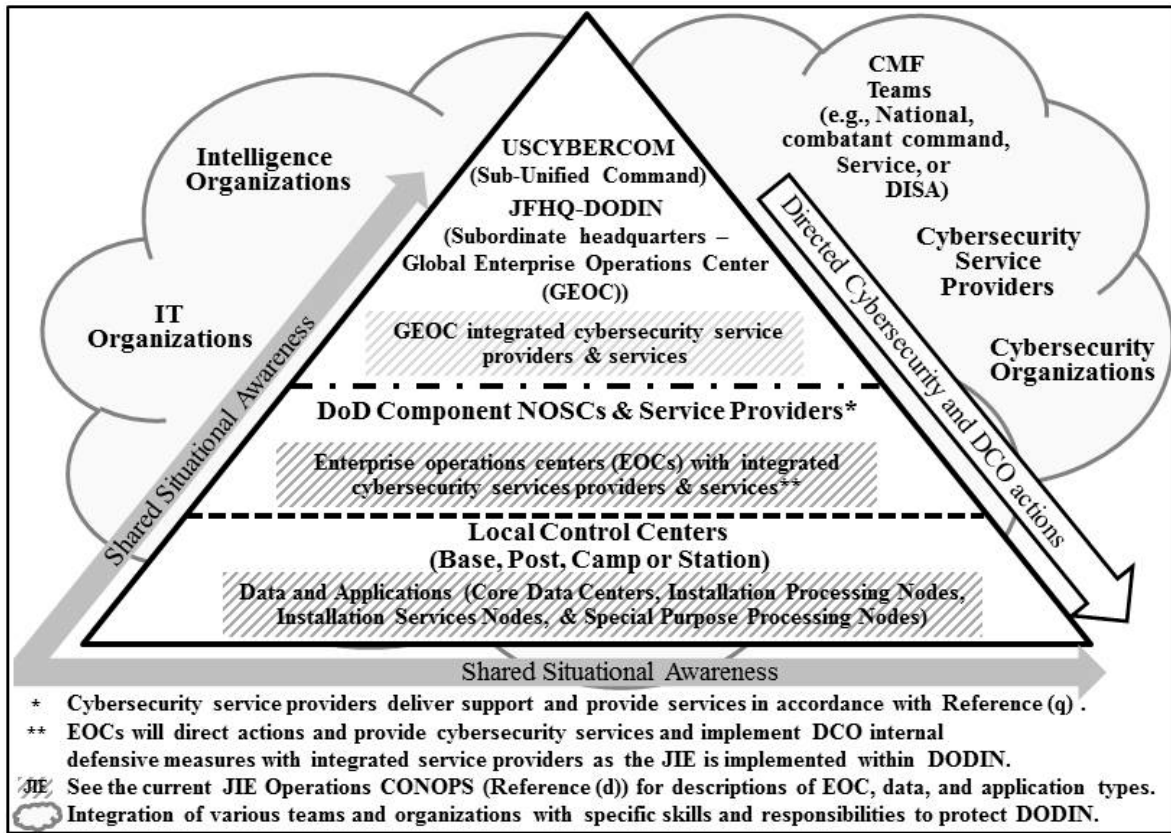 CMF
Teams
(e.g., National,
combatant command,
Service, or
DISA)
Intelligence
Organizations
USCYBERCOM
(Sub-Unified Command)
JFHQ-DODIN
(Subordinate headquarters –
Global Enterprise Operations Center
(GEOC))
Cybersecurity
Service
Providers
IT
Organizations
GEOC integrated cybersecurity service
providers & services
Cybersecurity
Organizations
Shared Situational Awareness
Directed Cybersecurity and DCO actions
DoD Component NOSCs & Service Providers*
Enterprise operations centers (EOCs) with integrated
cybersecurity services providers & services**
Local Control Centers
(Base, Post, Camp or Station)
Data and Applications (Core Data Centers, Installation Processing Nodes,
Installation Services Nodes, & Special Purpose Processing Nodes)
Shared Situational Awareness
* Cybersecurity service providers deliver support and provide services in accordance with Reference (q) .
** EOCs will direct actions and provide cybersecurity services and implement DCO internal
defensive measures with integrated service providers as the JIE is implemented within DODIN.
JIE See the current JIE Operations CONOPS (Reference (d)) for descriptions of EOC, data, and application types.
Integration of various teams and organizations with specific skills and responsibilities to protect DODIN.